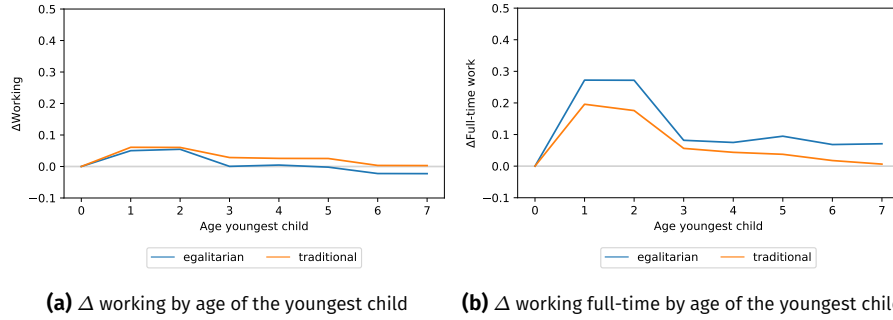 0.5
0.4
0.3
0.2
0.1
0.0
−0.1
ΔWorking
0 1 2 3 4 5 6 7
Age youngest child
egalitarian traditional
(a) Δ working by age of the youngest child
0.5
0.4
0.3
0.2
0.1
0.0
−0.1
ΔFull-time work
0 1 2 3 4 5 6 7
Age youngest child
egalitarian traditional
(b) Δ working full-time by age of the youngest chil